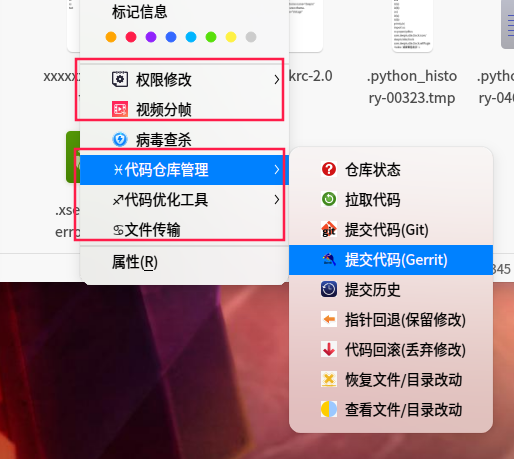 标记信息
xxxxx
krc-2.0
.python_histo
ry-00323.tmp
.pytho
ry-04
权限修改
视频分帧
病毒查杀
♓代码仓库管理
♐代码优化工具
♋文件传输
.xse
erro
属性(R)
345
仓库状态
拉取代码
git
提交代码(Git)
提交代码(Gerrit)
提交历史
指针回退(保留修改)
代码回滚(丢弃修改)
恢复文件/目录改动
查看文件/目录改动